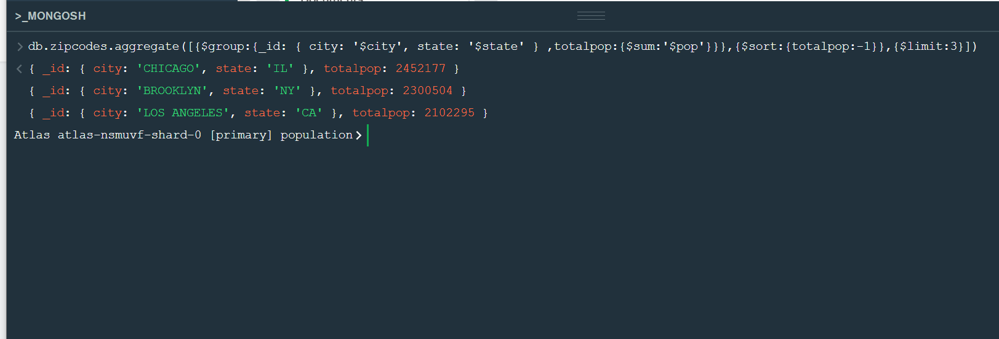 >_MONGOSH
> db.zipcodes.aggregate([{$group:{_id: { city: '$city', state: '$state' } ,totalpop:{$sum:'$pop'}}},{$sort:{totalpop:-1}},{$limit:3}])
< { _id: { city: 'CHICAGO', state: 'IL' }, totalpop: 2452177 }
{ _id: { city: 'BROOKLYN', state: 'NY' }, totalpop: 2300504 }
{ _id: { city: 'LOS ANGELES', state: 'CA' }, totalpop: 2102295 }
Atlas atlas-nsmuvf-shard-0 [primary] population>